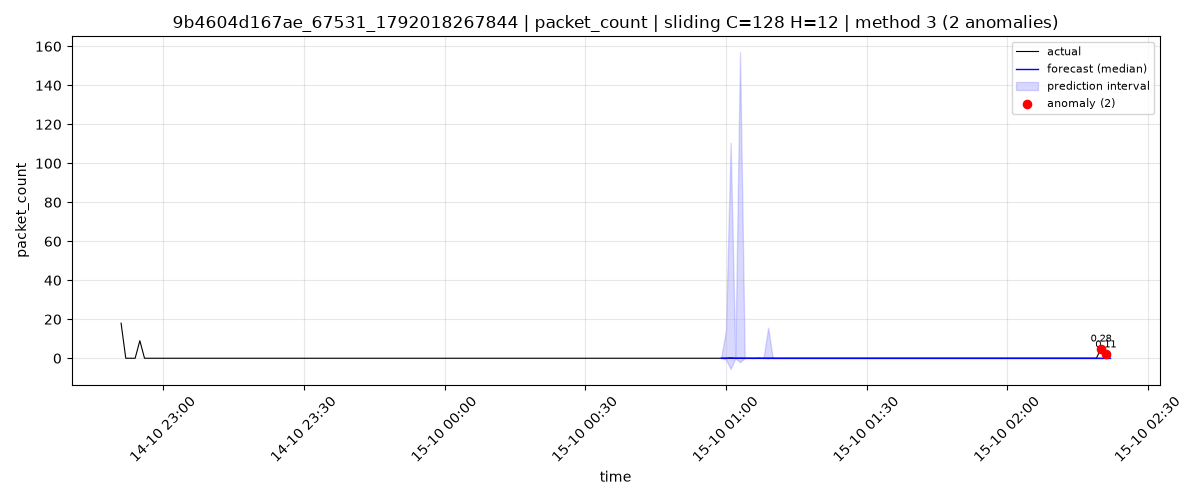 9b4604d167ae_67531_1792018267844 | packet_count | sliding C=128 H=12 | method 3 (2 anomalies)
packet_count
160
140
120
100
80
60
40
20
0
actual
forecast (median)
prediction interval
anomaly (2)
0.28
0.11
14-10 23:00
14-10 23:30
15-10 00:00
15-10 00:30
15-10 01:00
15-10 01:30
15-10 02:00
15-10 02:30
time